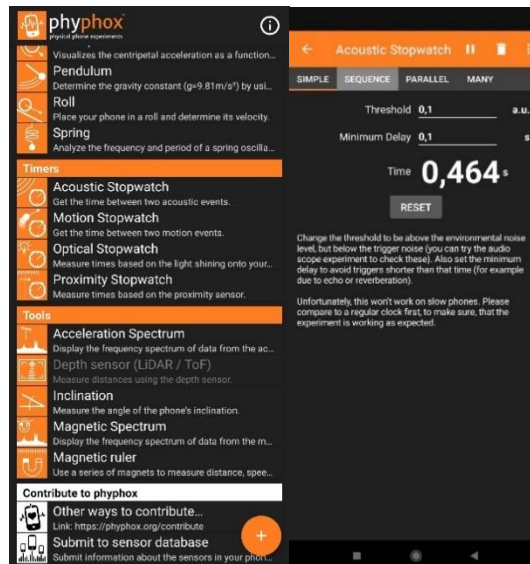 phyphox
physical phone experiments
Visualizes the centripetal acceleration as a function...
Pendulum
Determine the gravity constant (g=9.81m/s²) by usi...
Roll
Place your phone in a roll and determine its velocity.
Spring
Analyze the frequency and period of a spring oscilla...
Timers
Acoustic Stopwatch
Get the time between two acoustic events.
Motion Stopwatch
Get the time between two motion events.
Optical Stopwatch
Measure times based on the light shining onto your...
Proximity Stopwatch
Measure times based on the proximity sensor.
Tools
Acceleration Spectrum
Display the frequency spectrum of data from the ac...
Depth sensor (LiDAR / ToF)
Measure distances using the depth sensor.
Inclination
Measure the angle of the phone's inclination.
Magnetic Spectrum
Display the frequency spectrum of data from the m...
Magnetic ruler
Use a series of magnets to measure distance, spee...
Contribute to phyphox
Other ways to contribute...
Link: https://phyphox.org/contribute
Submit to sensor database
Submit information about the sensors in your phon...
Acoustic Stopwatch
SIMPLE SEQUENCE PARALLEL MANY
Threshold 0,1 a.u.
Minimum Delay 0,1 s
Time 0,464 s
RESET
Change the threshold to be above the environmental noise
level, but below the trigger noise (you can try the audio
scope experiment to check these). Also set the minimum
delay to avoid triggers shorter than that time (for example
due to echo or reverberation).
Unfortunately, this won't work on slow phones. Please
compare to a regular clock first, to make sure, that the
experiment is working as expected.